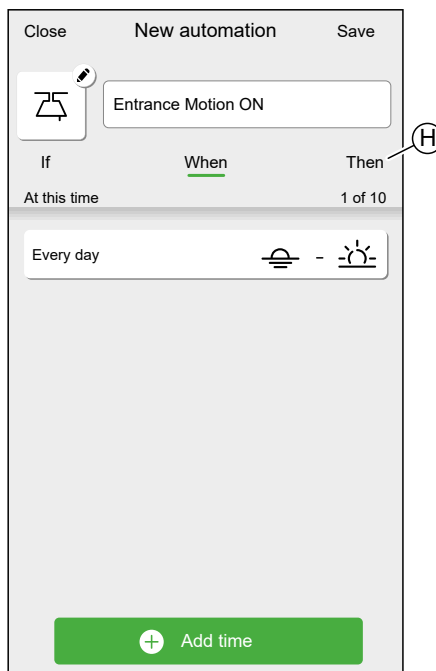 Close New automation Save
Entrance Motion ON
If When Then
H
At this time 1 of 10
Every day -
Add time